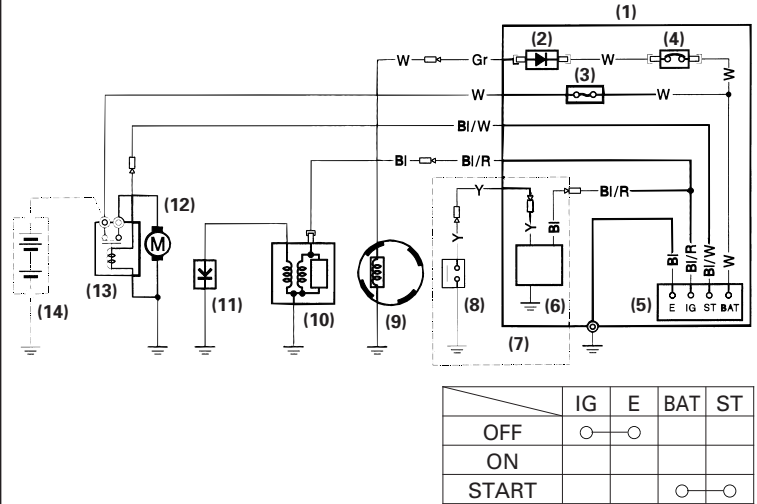 (1)
(2)
(4)
W
Gr
W
W
(3)
W
W
Bl/W
Bl
Bl/R
(12)
Y
Bl/R
Y
Y
Bl
M
Bl
Bl/R
Bl/W
W
(14)
(13)
(11)
(10)
(9)
(8)
(6)
(5)
E IG ST BAT
(7)
IG E BAT ST
OFF
ON
START